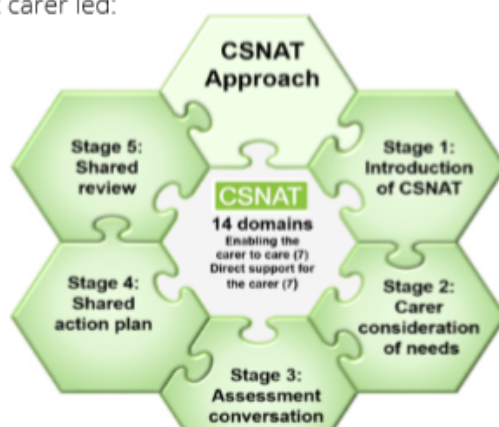 carer led:
CSNAT
Approach
Stage 1:
Introduction
of CSNAT
Stage 2:
Carer
consideration
of needs
Stage 3:
Assessment
conversation
Stage 4:
Shared
action plan
Stage 5:
Shared
review
CSNAT
14 domains
Enabling the
carer to care (7)
Direct support for
the carer (7)